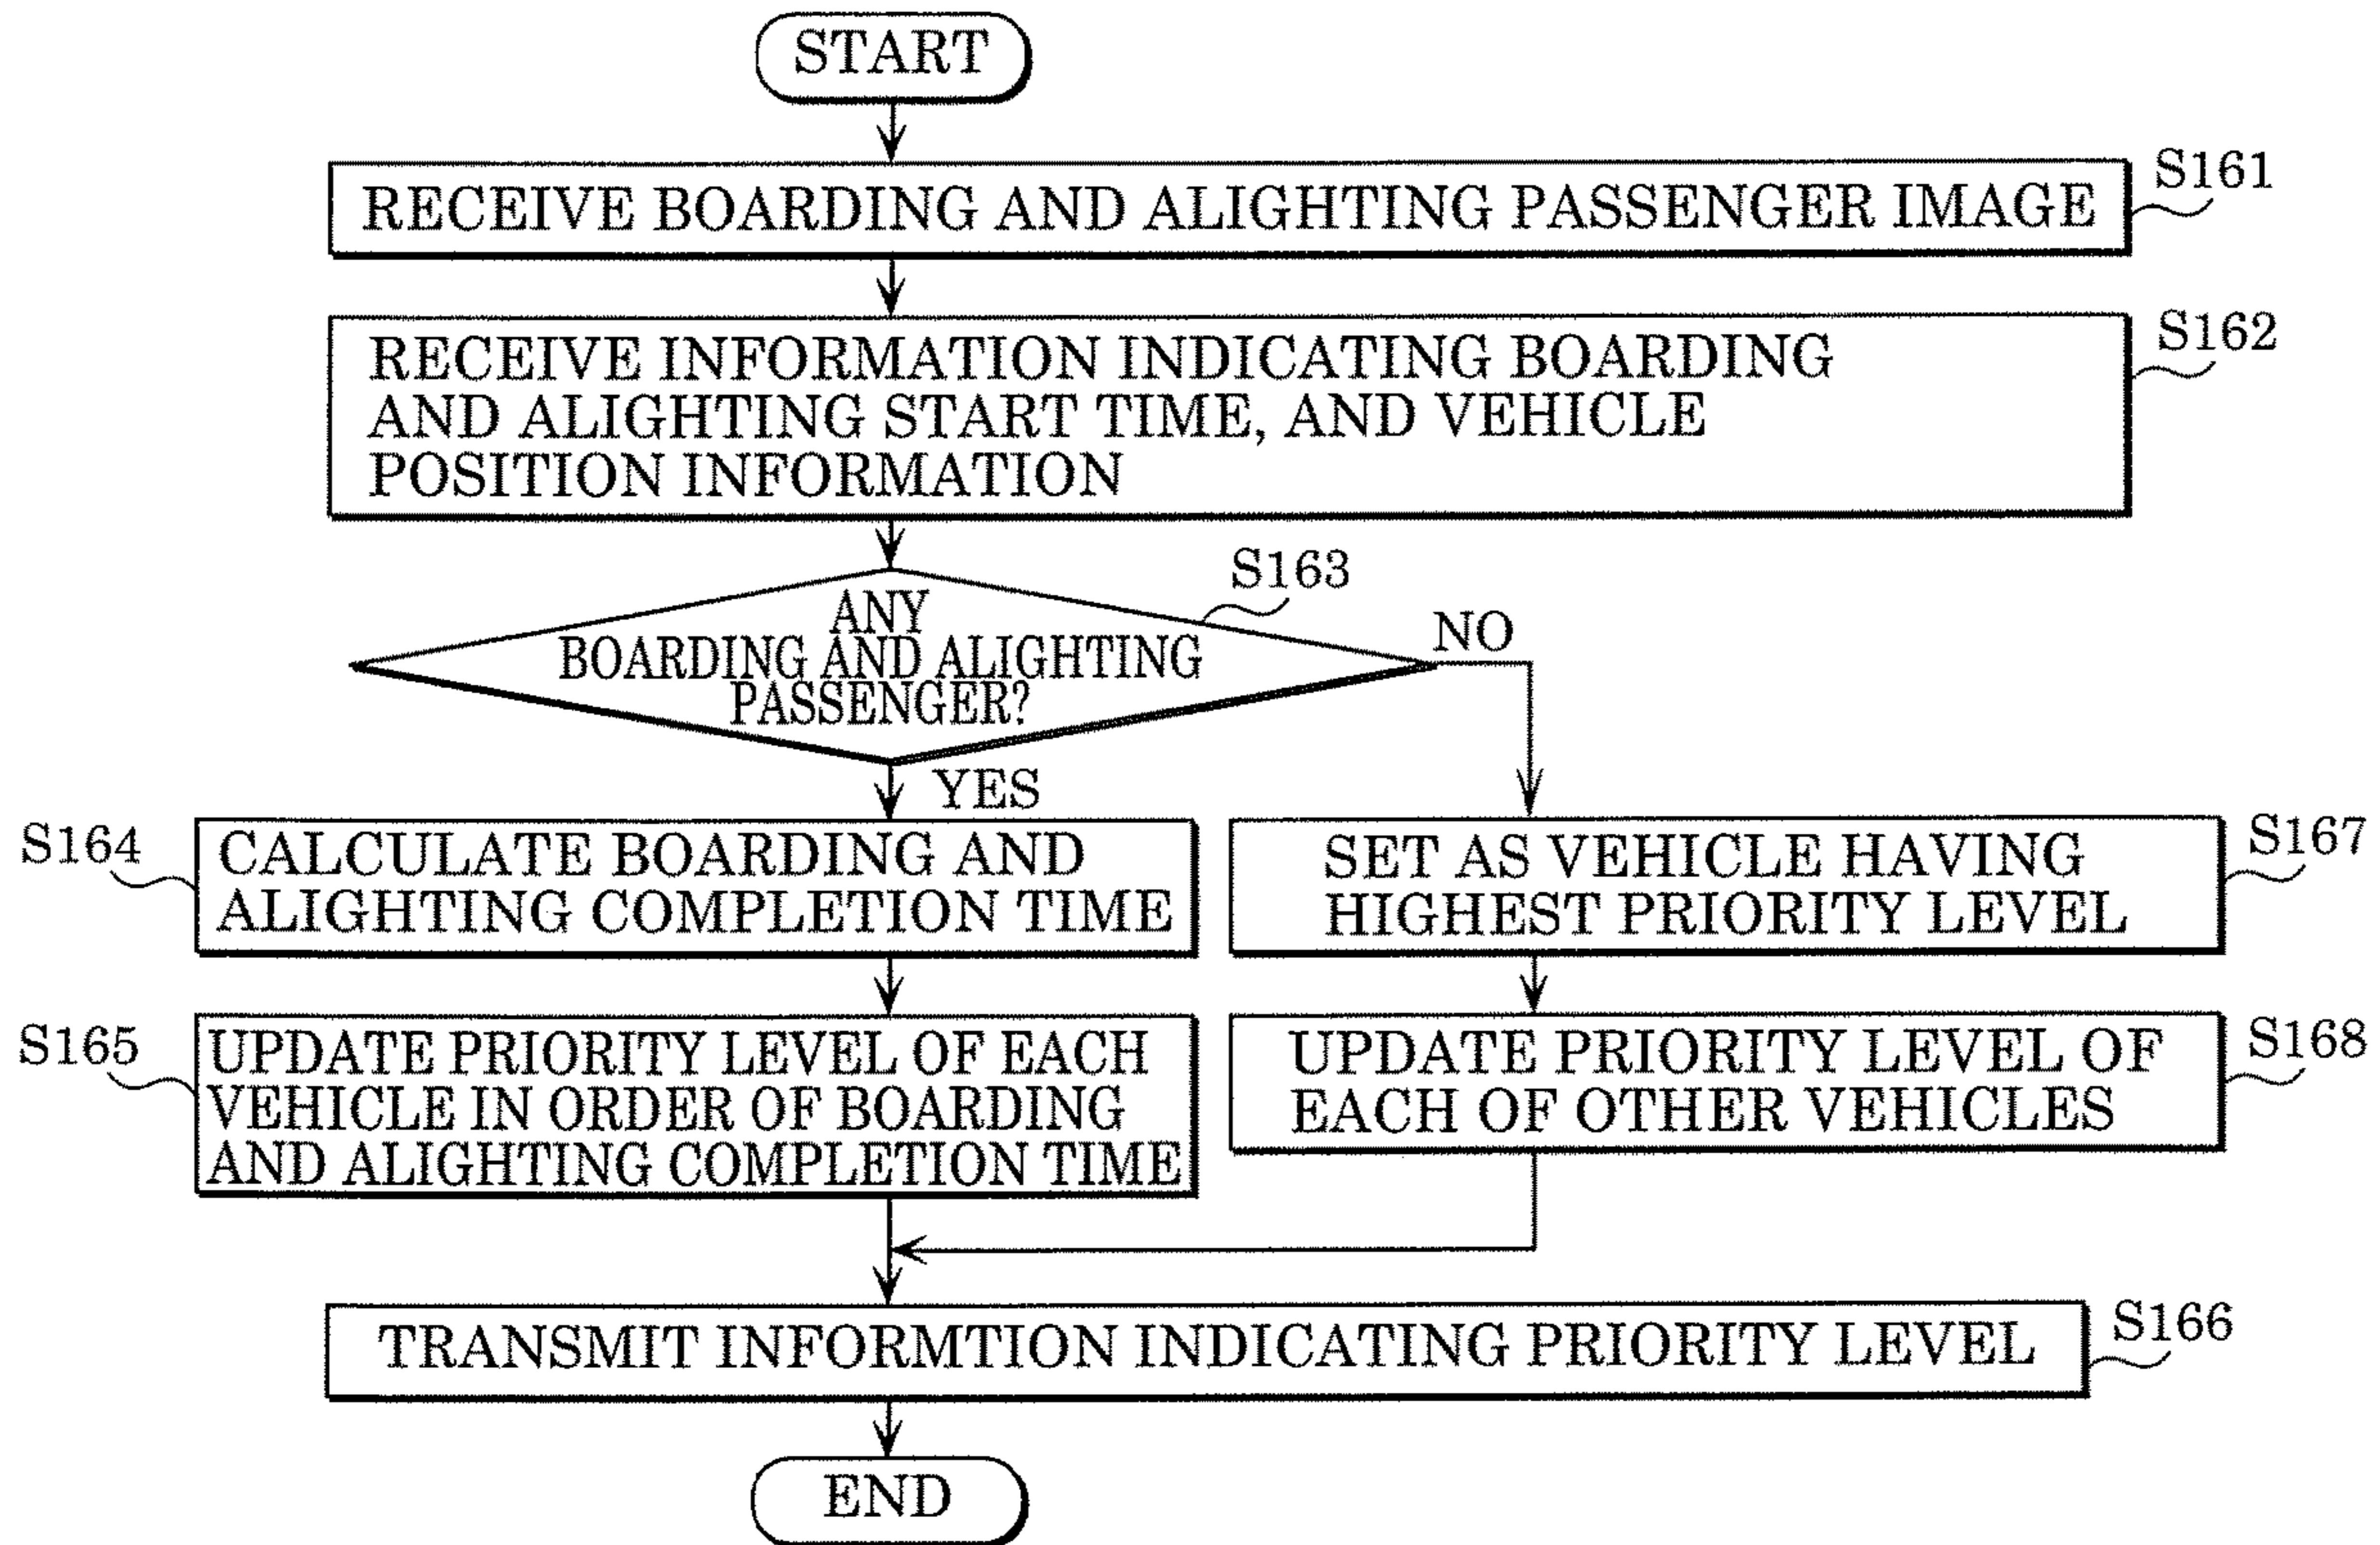 START
RECEIVE BOARDING AND ALIGHTING PASSENGER IMAGE
S161
RECEIVE INFORMATION INDICATING BOARDING
AND ALIGHTING START TIME, AND VEHICLE
POSITION INFORMATION
S162
ANY
BOARDING AND ALIGHTING
PASSENGER?
S163
NO
YES
S164
CALCULATE BOARDING AND
ALIGHTING COMPLETION TIME
SET AS VEHICLE HAVING
HIGHEST PRIORITY LEVEL
S167
S165
UPDATE PRIORITY LEVEL OF EACH
VEHICLE IN ORDER OF BOARDING
AND ALIGHTING COMPLETION TIME
UPDATE PRIORITY LEVEL OF
EACH OF OTHER VEHICLES
S168
TRANSMIT INFORMTION INDICATING PRIORITY LEVEL
S166
END